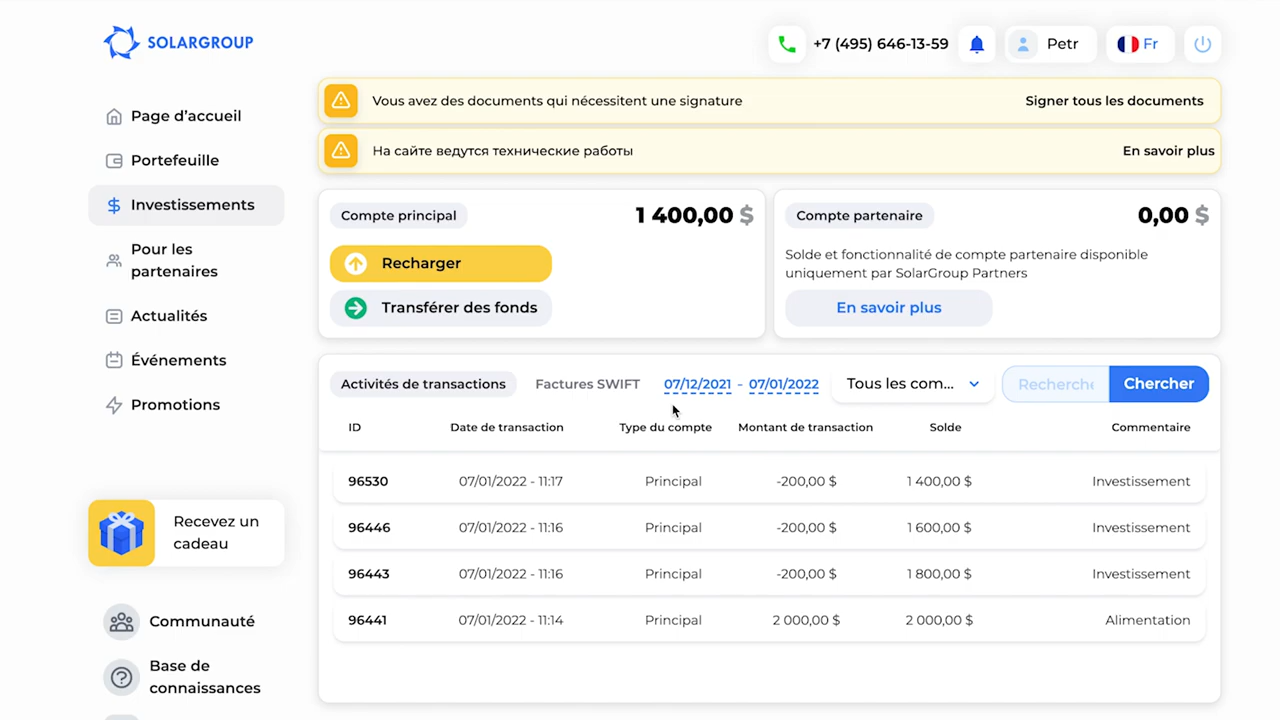 SOLARGROUP
+7 (495) 646-13-59
Petr
Fr
Page d'accueil
Portefeuille
Investissements
Pour les
partenaires
Actualités
Événements
Promotions
Recevez un
cadeau
Communauté
Base de
connaissances
Vous avez des documents qui nécessitent une signature
Signer tous les documents
На сайте ведутся технические работы
En savoir plus
Compte principal
1 400,00 $
Recharger
Transférer des fonds
Compte partenaire
0,00 $
Solde et fonctionnalité de compte partenaire disponible
uniquement par SolarGroup Partners
En savoir plus
Activités de transactions
Factures SWIFT
07/12/2021 - 07/01/2022
Tous les com...
Recherche
Chercher
ID Date de transaction Type du compte Montant de transaction Solde Commentaire
96530 07/01/2022 - 11:17 Principal -200,00 $ 1 400,00 $ Investissement
96446 07/01/2022 - 11:16 Principal -200,00 $ 1 600,00 $ Investissement
96443 07/01/2022 - 11:16 Principal -200,00 $ 1 800,00 $ Investissement
96441 07/01/2022 - 11:14 Principal 2 000,00 $ 2 000,00 $ Alimentation